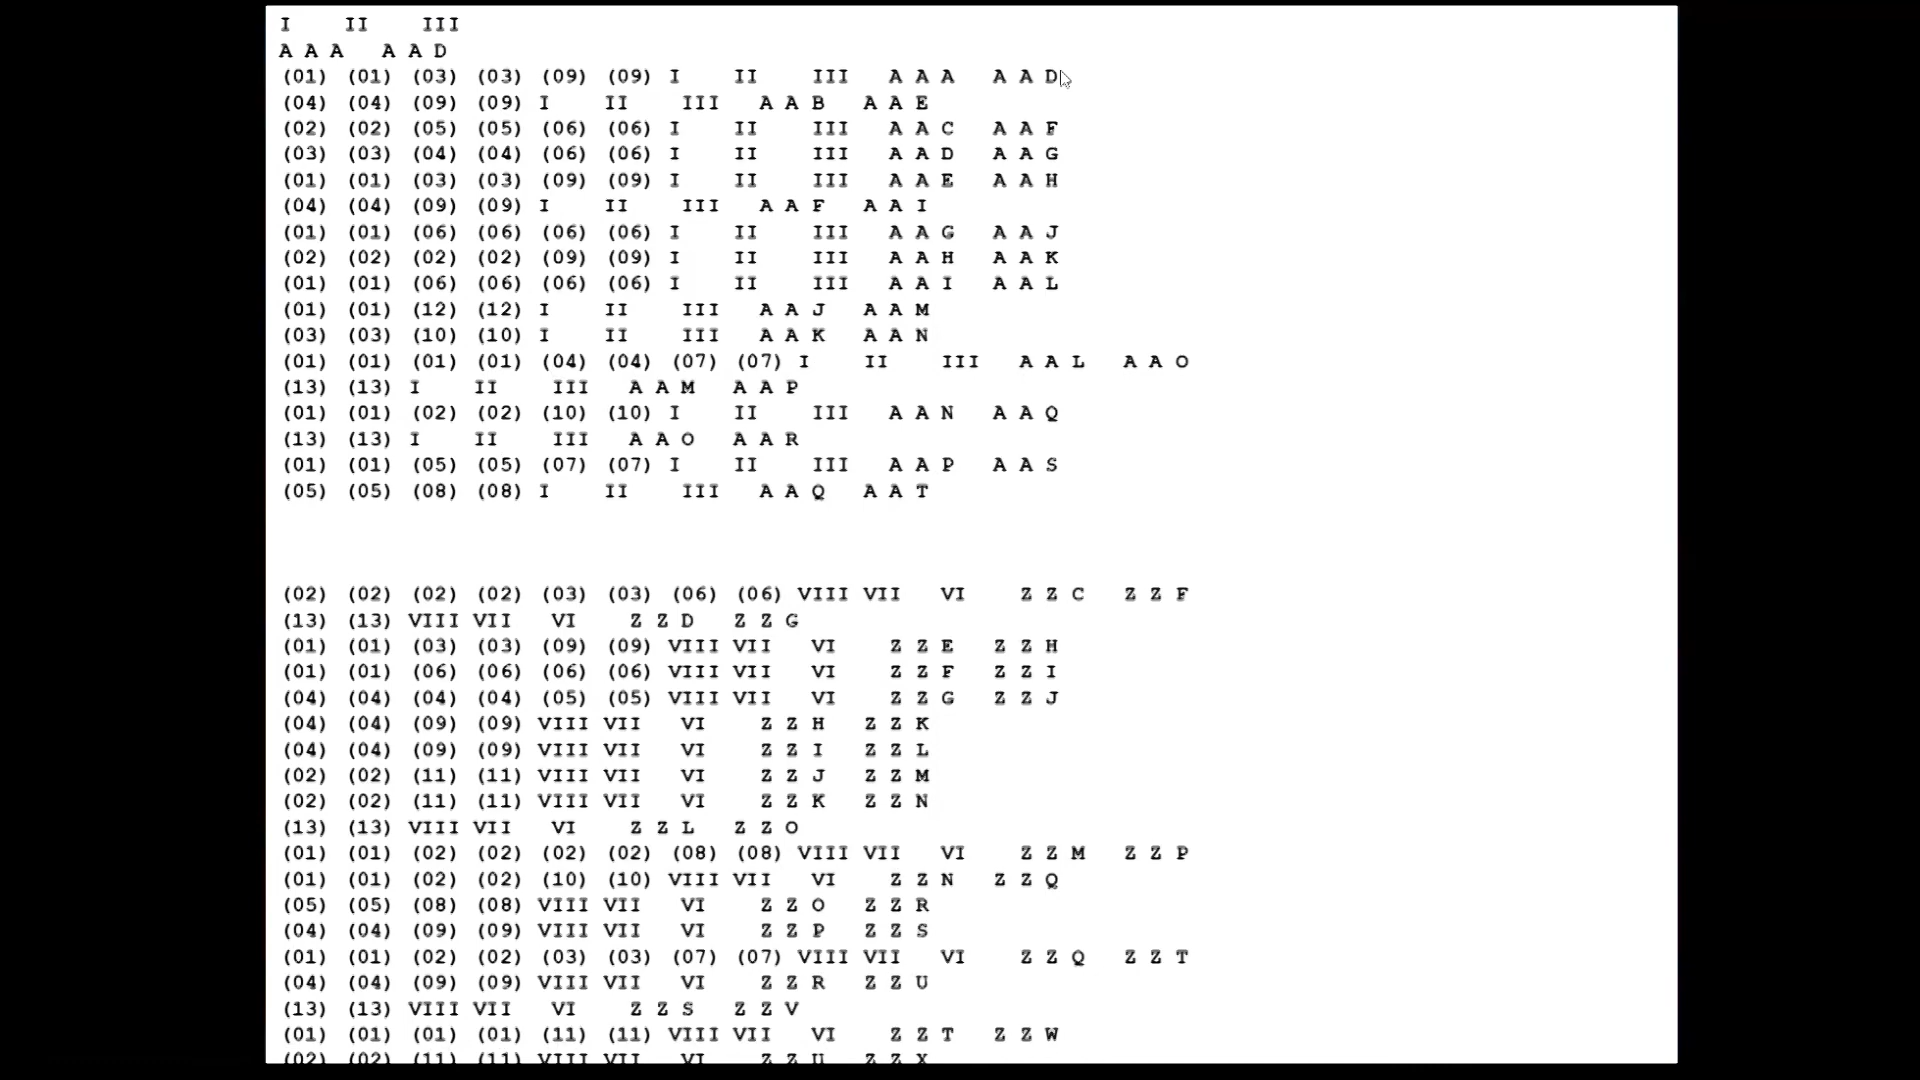 I II III
A A A A A D
(01) (01) (03) (03) (09) (09) I II III A A A A A D
(04) (04) (09) (09) I II III A A B A A E
(02) (02) (05) (05) (06) (06) I II III A A C A A F
(03) (03) (04) (04) (06) (06) I II III A A D A A G
(01) (01) (03) (03) (09) (09) I II III A A E A A H
(04) (04) (09) (09) I II III A A F A A I
(01) (01) (06) (06) (06) (06) I II III A A G A A J
(02) (02) (02) (02) (09) (09) I II III A A H A A K
(01) (01) (06) (06) (06) (06) I II III A A I A A L
(01) (01) (12) (12) I II III A A J A A M
(03) (03) (10) (10) I II III A A K A A N
(01) (01) (01) (01) (04) (04) (07) (07) I II III A A L A A O
(13) (13) I II III A A M A A P
(01) (01) (02) (02) (10) (10) I II III A A N A A Q
(13) (13) I II III A A O A A R
(01) (01) (05) (05) (07) (07) I II III A A P A A S
(05) (05) (08) (08) I II III A A Q A A T
(02) (02) (02) (02) (03) (03) (06) (06) VIII VII VI Z Z C Z Z F
(13) (13) VIII VII VI Z Z D Z Z G
(01) (01) (03) (03) (09) (09) VIII VII VI Z Z E Z Z H
(01) (01) (06) (06) (06) (06) VIII VII VI Z Z F Z Z I
(04) (04) (04) (04) (05) (05) VIII VII VI Z Z G Z Z J
(04) (04) (09) (09) VIII VII VI Z Z H Z Z K
(04) (04) (09) (09) VIII VII VI Z Z I Z Z L
(02) (02) (11) (11) VIII VII VI Z Z J Z Z M
(02) (02) (11) (11) VIII VII VI Z Z K Z Z N
(13) (13) VIII VII VI Z Z L Z Z O
(01) (01) (02) (02) (02) (02) (08) (08) VIII VII VI Z Z M Z Z P
(01) (01) (02) (02) (10) (10) VIII VII VI Z Z N Z Z Q
(05) (05) (08) (08) VIII VII VI Z Z O Z Z R
(04) (04) (09) (09) VIII VII VI Z Z P Z Z S
(01) (01) (02) (02) (03) (03) (07) (07) VIII VII VI Z Z Q Z Z T
(04) (04) (09) (09) VIII VII VI Z Z R Z Z U
(13) (13) VIII VII VI Z Z S Z Z V
(01) (01) (01) (01) (11) (11) VIII VII VI Z Z T Z Z W
(02) (02) (11) (11) VIII VII VI Z Z U Z Z X